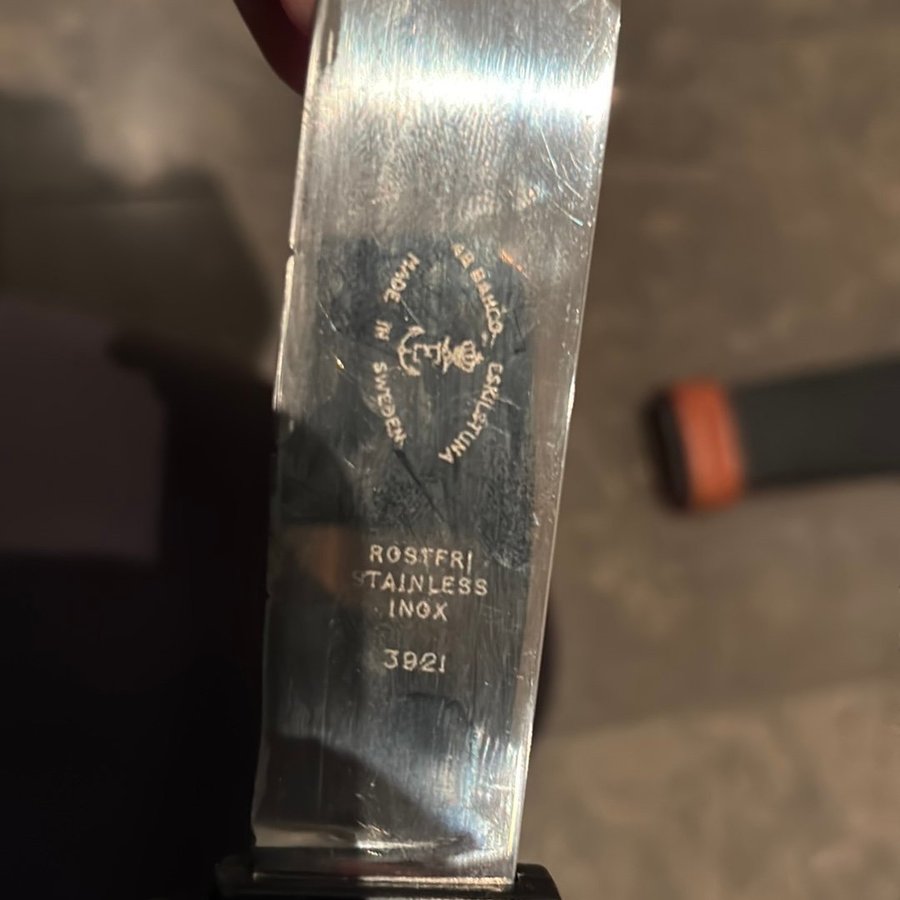 AB BAHCO, ESKILSTUNA
MADE IN SWEDEN
E
ROSTFRI
STAINLESS
INOX
3921